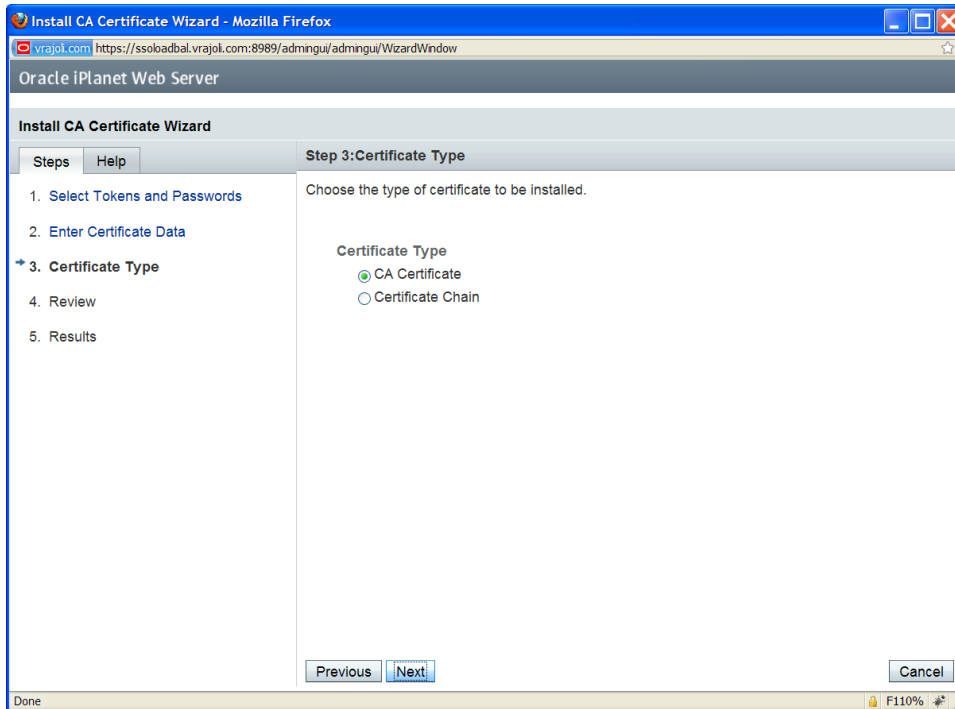 Install CA Certificate Wizard - Mozilla Firefox
vrajoli.com https://ssoloadbal.vrajoli.com:8989/admingui/admingui/WizardWindow
Oracle iPlanet Web Server
Install CA Certificate Wizard
Steps Help
1. Select Tokens and Passwords
2. Enter Certificate Data
3. Certificate Type
4. Review
5. Results
Step 3:Certificate Type
Choose the type of certificate to be installed.
Certificate Type
CA Certificate
Certificate Chain
Previous Next Cancel
Done F110%